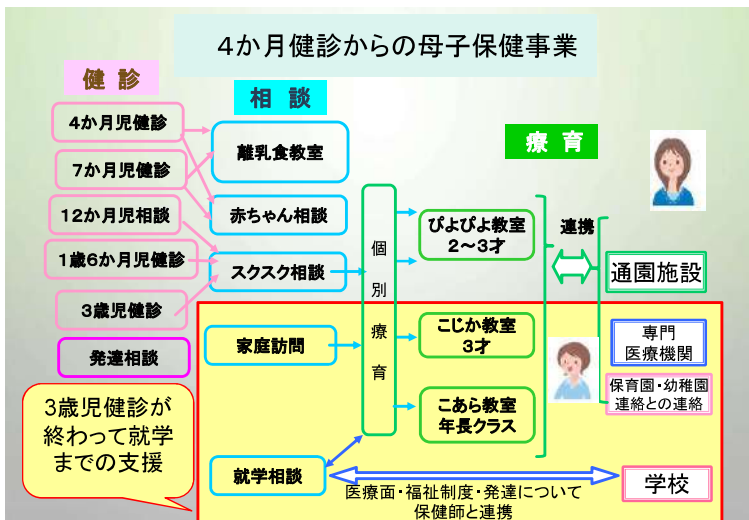 ４か月健診からの母子保健事業
健 診
相 談
療 育
4か月児健診
7か月児健診
12か月児相談
1歳6か月児健診
3歳児健診
発達相談
離乳食教室
赤ちゃん相談
スクスク相談
家庭訪問
就学相談
個
別
療
育
ぴよぴよ教室
２～３才
こじか教室
３才
こあら教室
年長クラス
連携
通園施設
専門
医療機関
保育園・幼稚園
連絡との連絡
学校
3歳児健診が
終わって就学
までの支援
医療面・福祉制度・発達について
保健師と連携